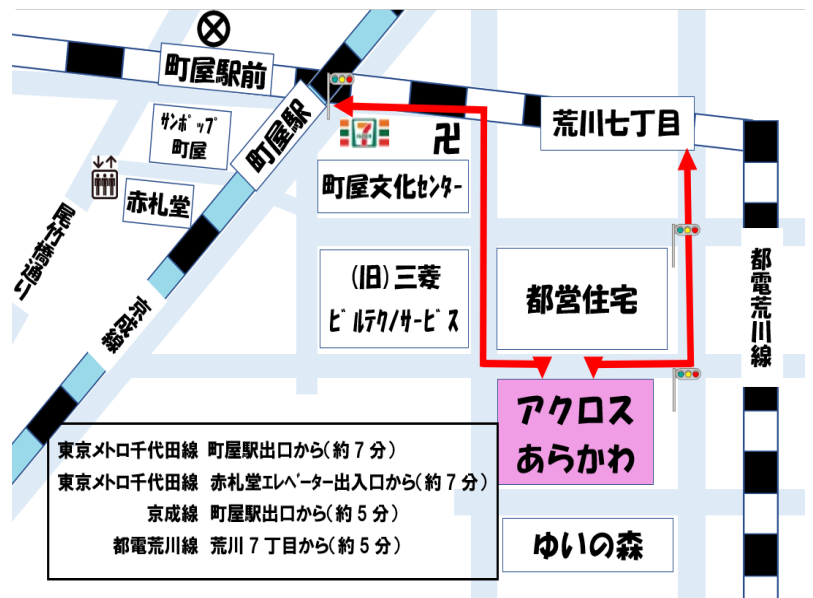 町屋駅前
サンポップ
町屋
町屋駅
赤札堂
尾竹橋通り
京成線
7
卍
町屋文化センター
(旧)三菱
ビルテクノサービス
荒川七丁目
都営住宅
都電荒川線
アクロス
あらかわ
ゆいの森
東京メトロ千代田線 町屋駅出口から(約7分)
東京メトロ千代田線 赤札堂エレベーター出入口から(約7分)
京成線 町屋駅出口から(約5分)
都電荒川線 荒川7丁目から(約5分)